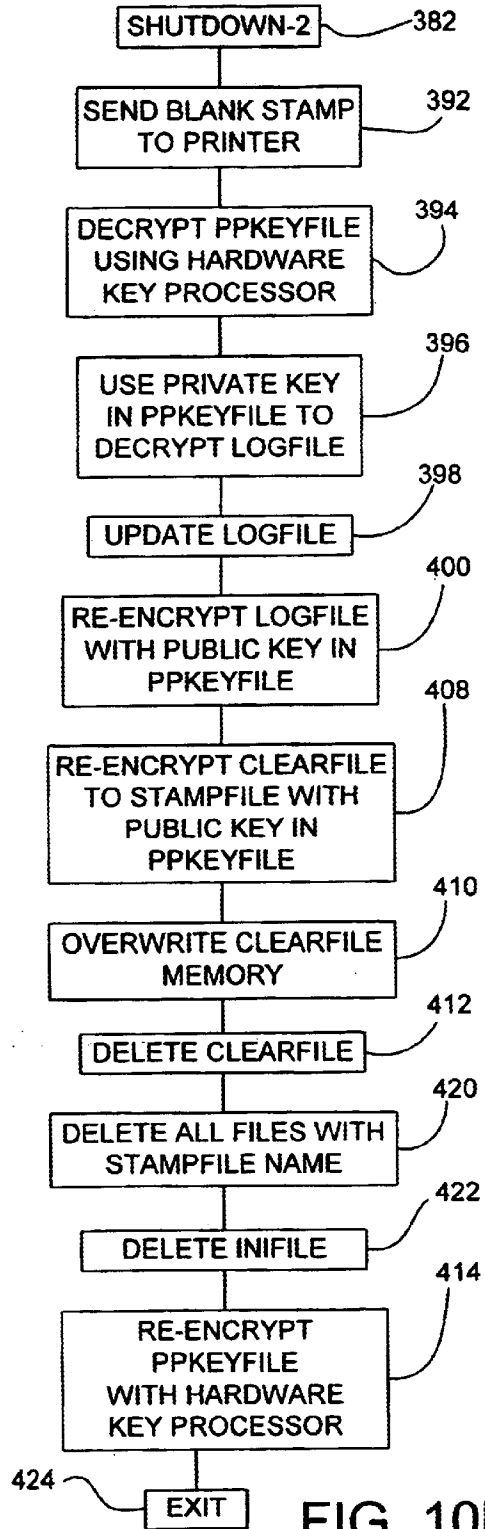 SHUTDOWN-2
382
SEND BLANK STAMP
TO PRINTER
392
DECRYPT PPKEYFILE
USING HARDWARE
KEY PROCESSOR
394
USE PRIVATE KEY
IN PPKEYFILE TO
DECRYPT LOGFILE
396
UPDATE LOGFILE
398
RE-ENCRYPT LOGFILE
WITH PUBLIC KEY IN
PPKEYFILE
400
RE-ENCRYPT CLEARFILE
TO STAMPFILE WITH
PUBLIC KEY IN
PPKEYFILE
408
OVERWRITE CLEARFILE
MEMORY
410
DELETE CLEARFILE
412
DELETE ALL FILES WITH
STAMPFILE NAME
420
DELETE INIFILE
422
RE-ENCRYPT
PPKEYFILE
WITH HARDWARE
KEY PROCESSOR
414
424
EXIT
FIG. 10